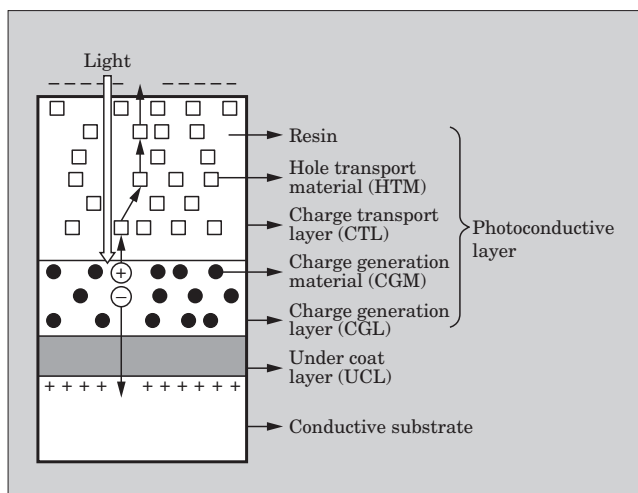 Light
Resin
Hole transport
material (HTM)
Charge transport
layer (CTL)
Photoconductive
layer
Charge generation
material (CGM)
Charge generation
layer (CGL)
Under coat
layer (UCL)
Conductive substrate
+
−
+ + + + + + + + + +